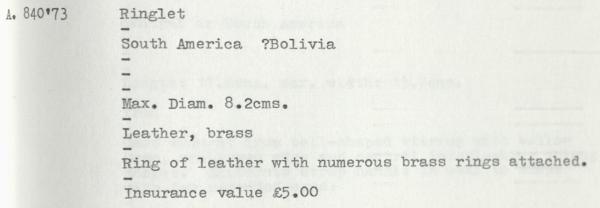 A. 840'73 Ringlet
–
South America ?Bolivia
–
–
–
Max. Diam. 8.2cms.
–
Leather, brass
–
Ring of leather with numerous brass rings attached.
–
Insurance value £5.00